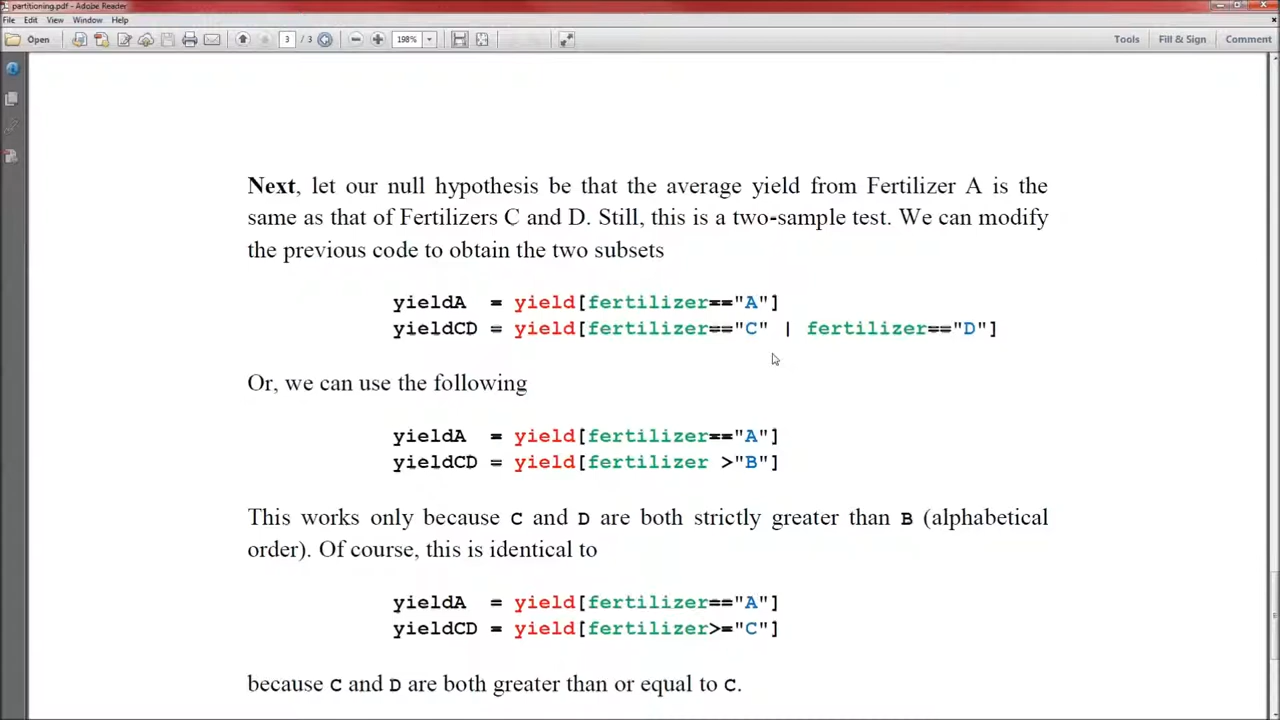 partitioning.pdf - Adobe Reader
File Edit View Window Help
Open 3 / 3 198% Tools Fill & Sign Comment
Next, let our null hypothesis be that the average yield from Fertilizer A is the
same as that of Fertilizers C and D. Still, this is a two-sample test. We can modify
the previous code to obtain the two subsets
yieldA = yield[fertilizer=="A"]
yieldCD = yield[fertilizer=="C" | fertilizer=="D"]
Or, we can use the following
yieldA = yield[fertilizer=="A"]
yieldCD = yield[fertilizer >"B"]
This works only because C and D are both strictly greater than B (alphabetical
order). Of course, this is identical to
yieldA = yield[fertilizer=="A"]
yieldCD = yield[fertilizer>="C"]
because C and D are both greater than or equal to C.